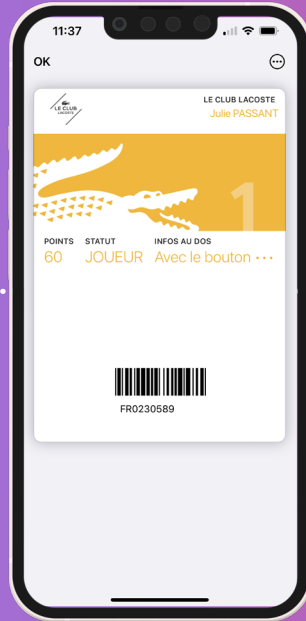 11:37
OK
LE CLUB
LACOSTE
LE CLUB LACOSTE
Julie PASSANT
1
POINTS STATUT INFOS AU DOS
60 JOUEUR Avec le bouton ···
FR0230589